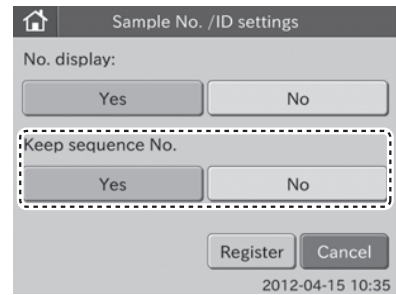 Sample No. /ID settings
No. display:
Yes No
Keep sequence No.
Yes No
Register Cancel
2012-04-15 10:35